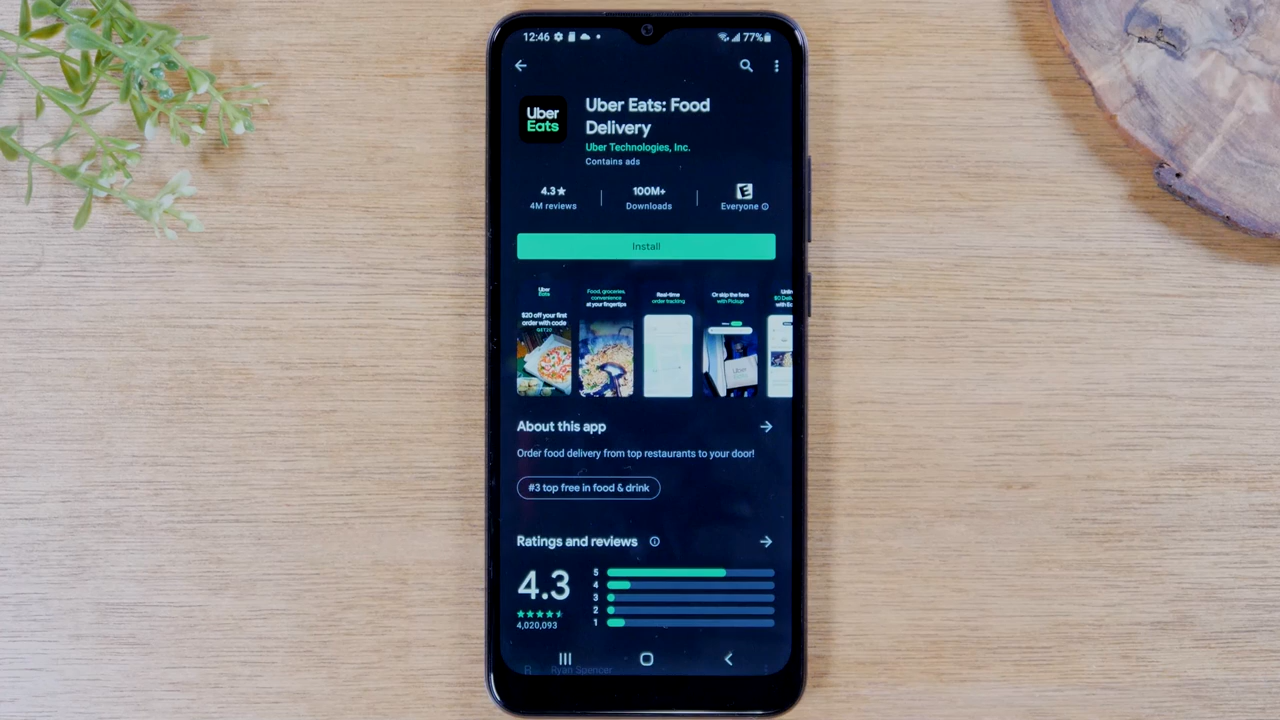 12:46
77%
Uber
Eats
Uber Eats: Food
Delivery
Uber Technologies, Inc.
Contains ads
4.3★
4M reviews
100M+
Downloads
E
Everyone
Install
Uber
Eats
$20 off your first
order with code
Food, groceries,
convenience
at your fingertips
Real-time
order tracking
Or skip the fees
with Pickup
Uber
About this app
Order food delivery from top restaurants to your door!
#3 top free in food & drink
Ratings and reviews
4.3
4,020,093
5
4
3
2
1
R
Ryan Spencer